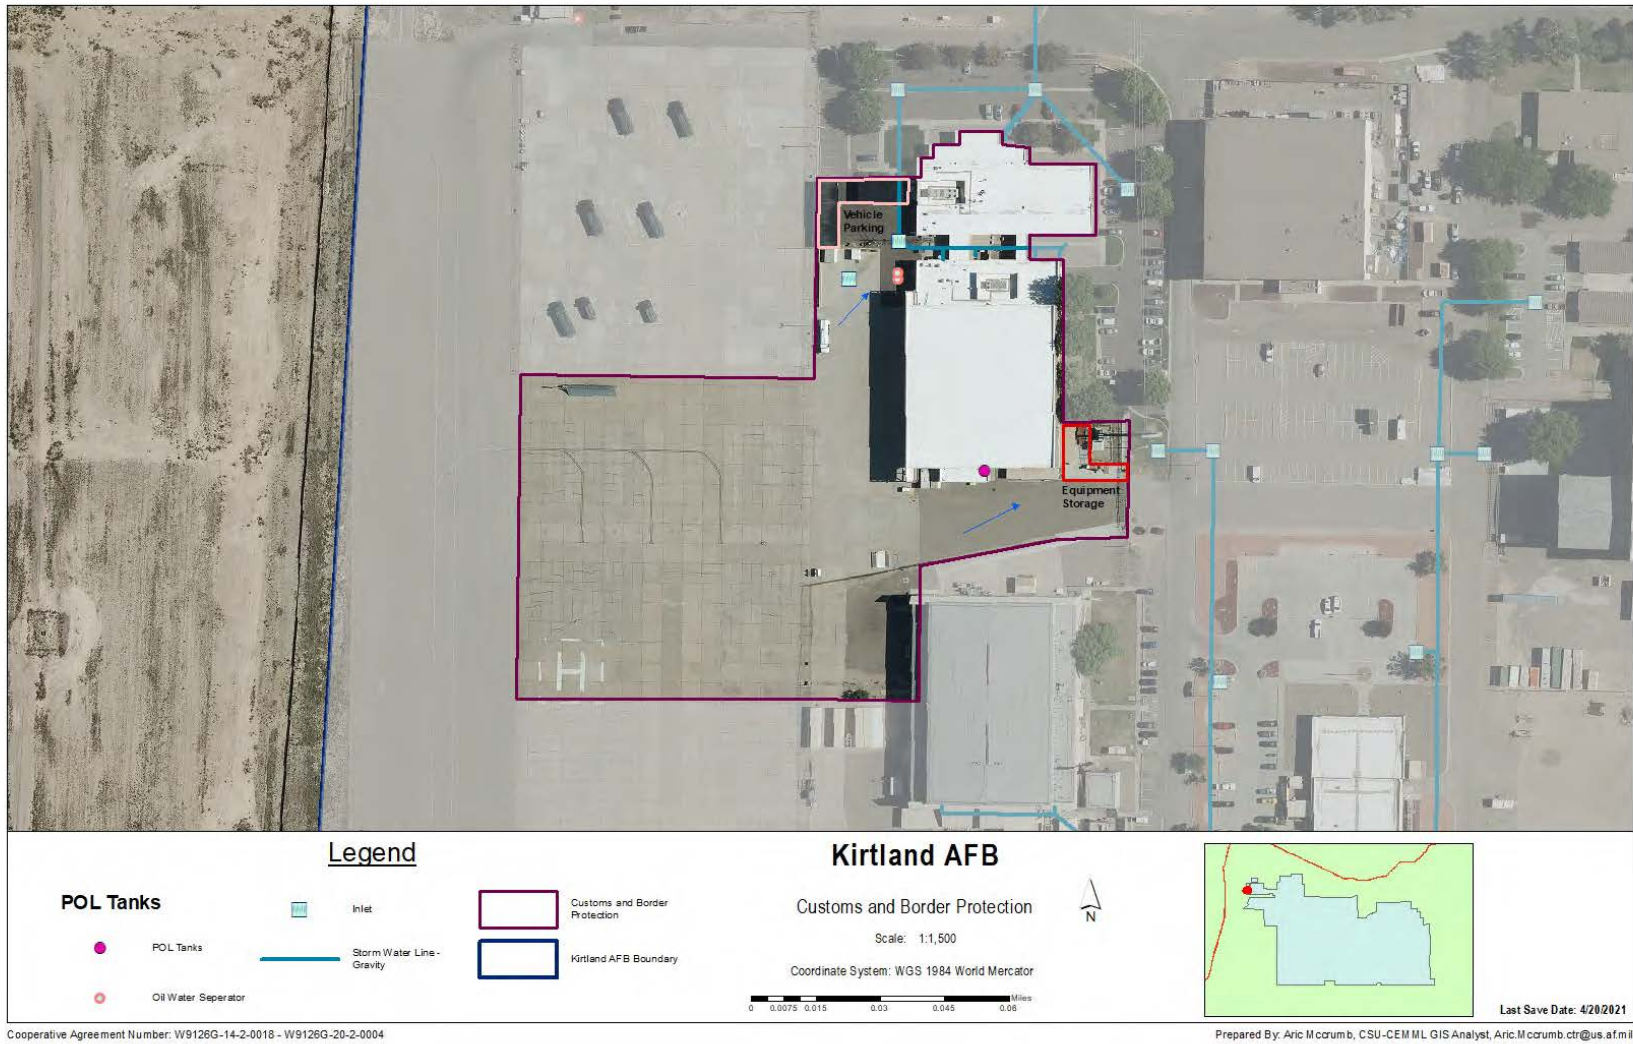 Vehicle
Parking
Equipment
Storage
H
Legend
POL Tanks
POL Tanks
Oil Water Seperator
Inlet
Storm Water Line -
Gravity
Customs and Border
Protection
Kirtland AFB Boundary
Kirtland AFB
Customs and Border Protection
Scale: 1:1,500
Coordinate System: WGS 1984 World Mercator
Miles
0 0.0075 0.015 0.03 0.045 0.06
N
Last Save Date: 4/20/2021
Cooperative Agreement Number: W9126G-14-2-0018 - W9126G-20-2-0004
Prepared By: Aric Mccrumb, CSU-CEMML GIS Analyst, Aric.Mccrumb.ctr@us.af.mil